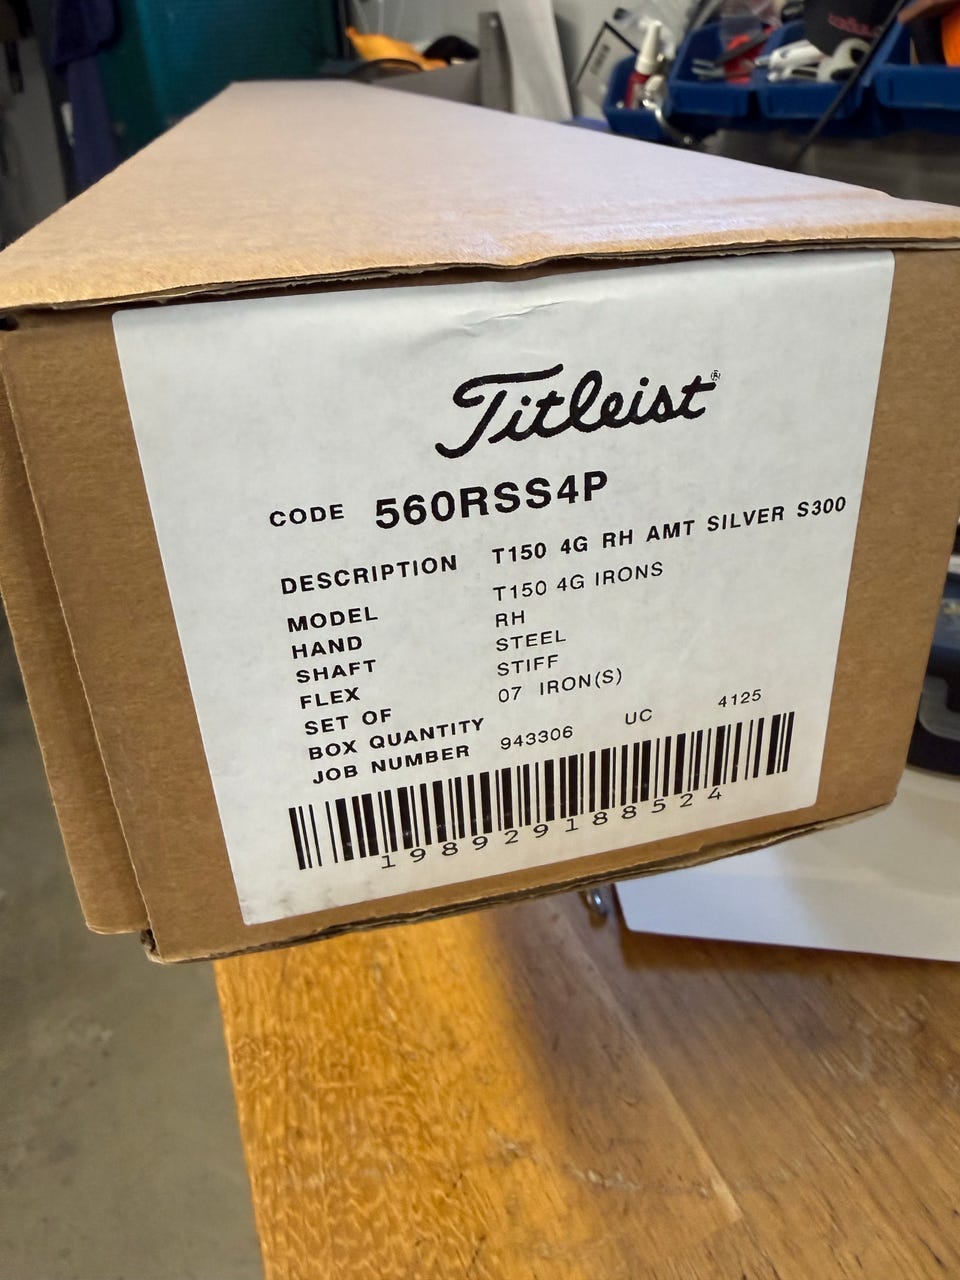 Titleist®
CODE 560RSS4P
DESCRIPTION T150 4G RH AMT SILVER S300
MODEL T150 4G IRONS
HAND RH
SHAFT STEEL
FLEX STIFF
SET OF 07 IRON(S)
BOX QUANTITY
JOB NUMBER 943306 UC 4125
198929188524